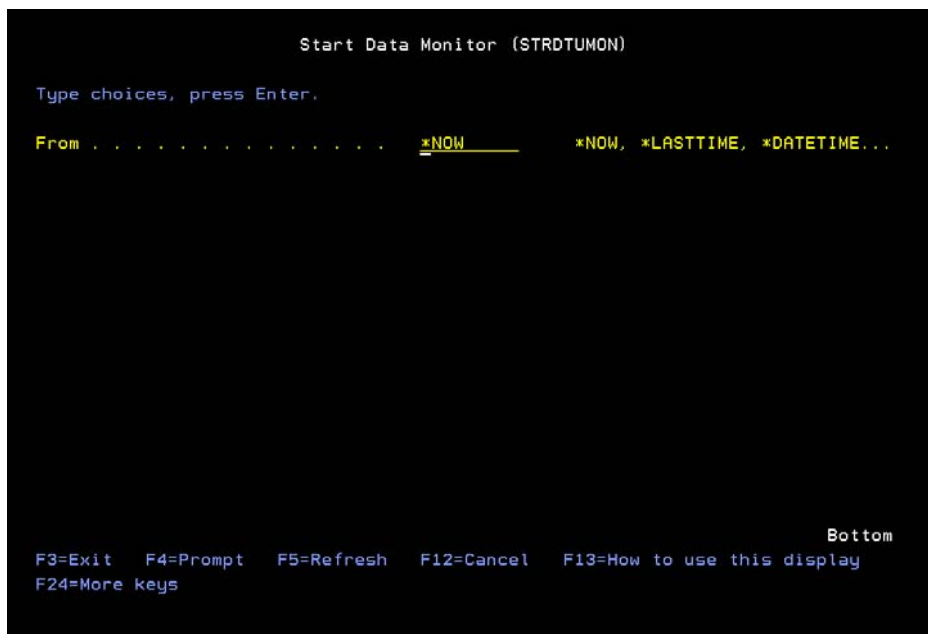 Start Data Monitor (STRDTUMON)
Type choices, press Enter.
From . . . . . . . . . . . . . . . *NOW *NOW, *LASTTIME, *DATETIME...
Bottom
F3=Exit F4=Prompt F5=Refresh F12=Cancel F13=How to use this display
F24=More keys